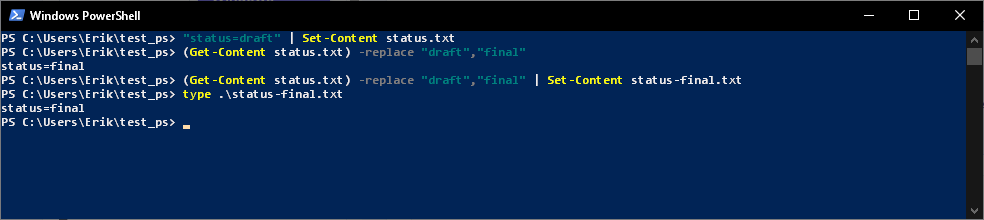 Windows PowerShell
PS C:\Users\Erik\test_ps> "status=draft" | Set-Content status.txt
PS C:\Users\Erik\test_ps> (Get-Content status.txt) -replace "draft","final"
status=final
PS C:\Users\Erik\test_ps> (Get-Content status.txt) -replace "draft","final" | Set-Content status-final.txt
PS C:\Users\Erik\test_ps> type .\status-final.txt
status=final
PS C:\Users\Erik\test_ps>